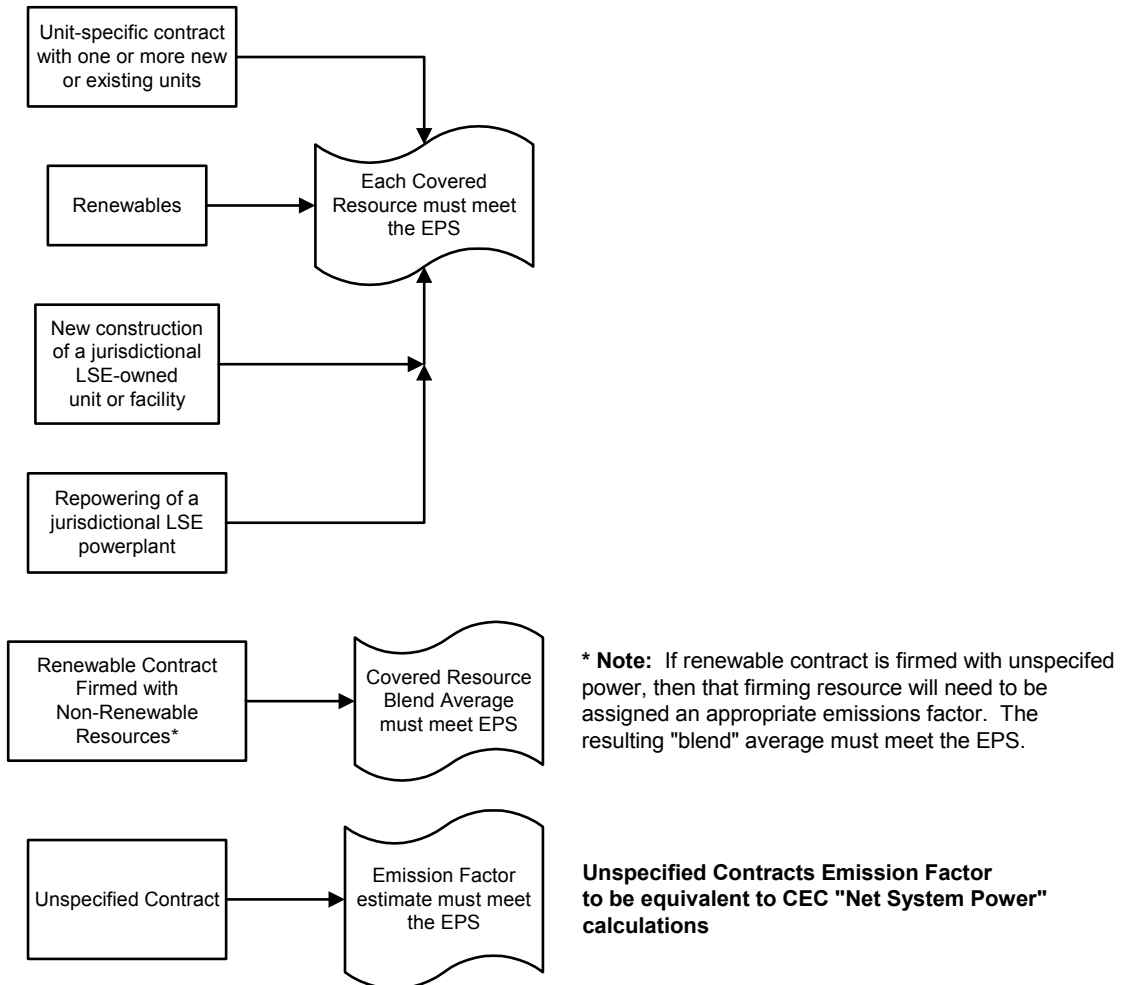 Unit-specific contract
with one or more new
or existing units
Renewables
Each Covered
Resource must meet
the EPS
New construction
of a jurisdictional
LSE-owned
unit or facility
Repowering of a
jurisdictional LSE
powerplant
Renewable Contract
Firmed with
Non-Renewable
Resources*
Covered Resource
Blend Average
must meet EPS
* Note: If renewable contract is firmed with unspecifed
power, then that firming resource will need to be
assigned an appropriate emissions factor. The
resulting "blend" average must meet the EPS.
Unspecified Contract
Emission Factor
estimate must meet
the EPS
Unspecified Contracts Emission Factor
to be equivalent to CEC "Net System Power"
calculations